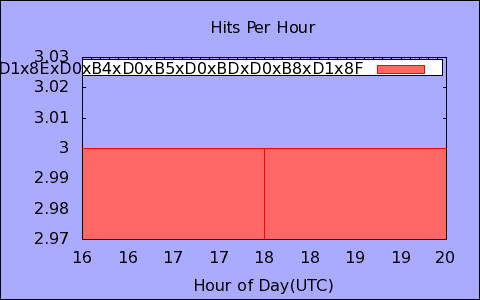 Hits Per Hour
3.03
D1x8ExD0xB4xD0xB5xD0xBDxD0xB8xD1x8F
3.02
3.01
3
2.99
2.98
2.97
16 16 17 17 18 18 19 19 20
Hour of Day(UTC)